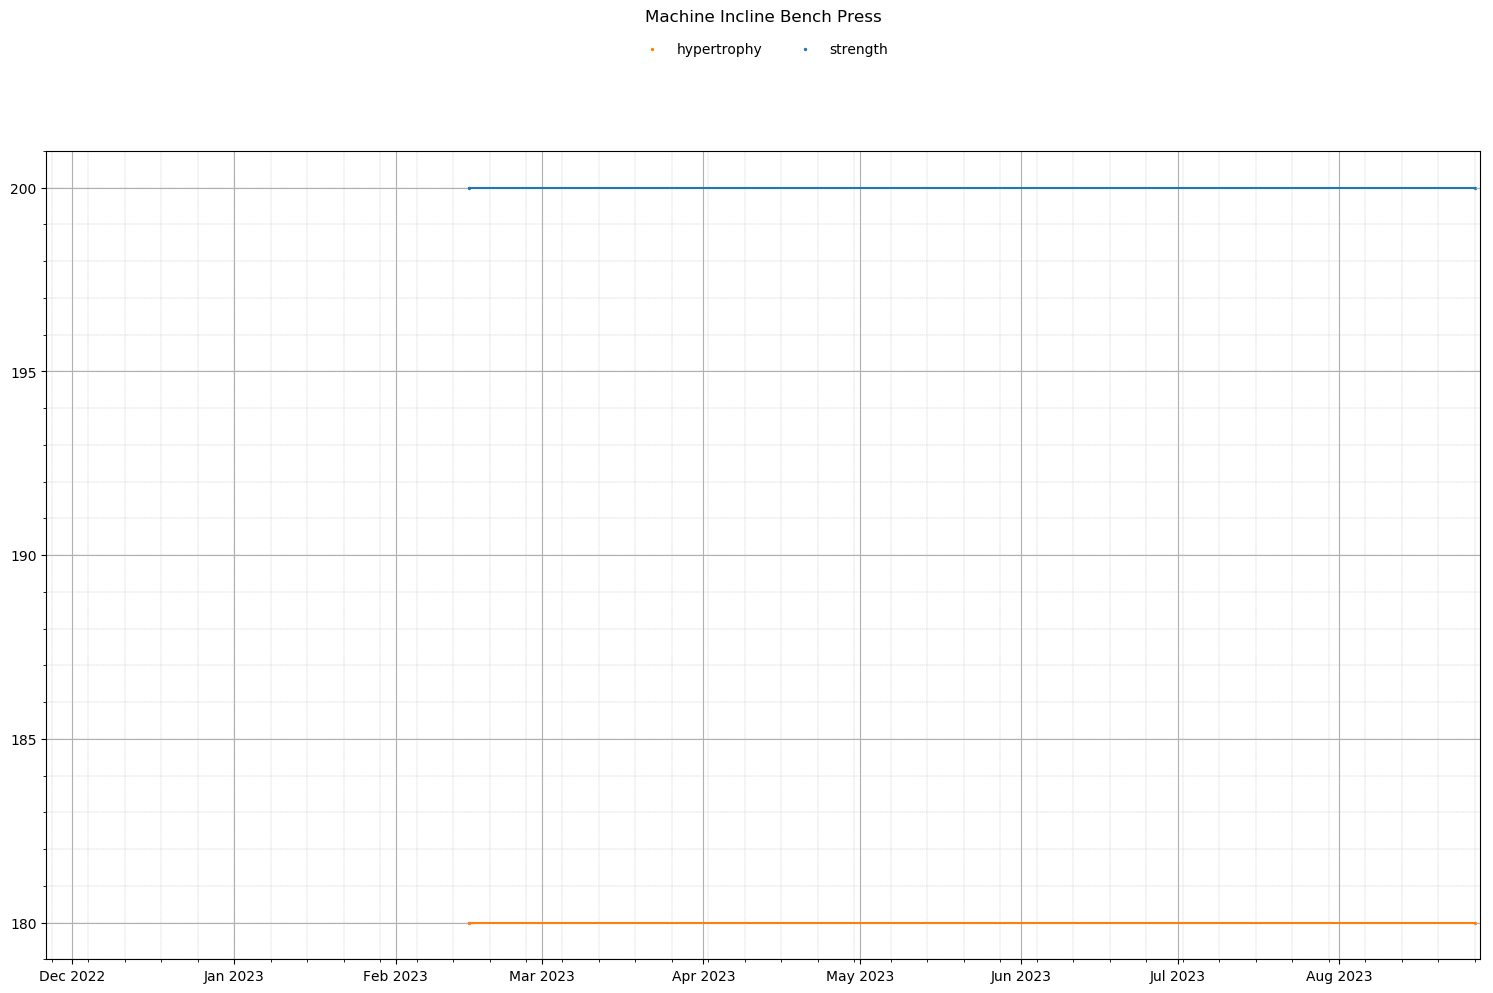 Machine Incline Bench Press
hypertrophy strength
200
195
190
185
180
Dec 2022 Jan 2023 Feb 2023 Mar 2023 Apr 2023 May 2023 Jun 2023 Jul 2023 Aug 2023